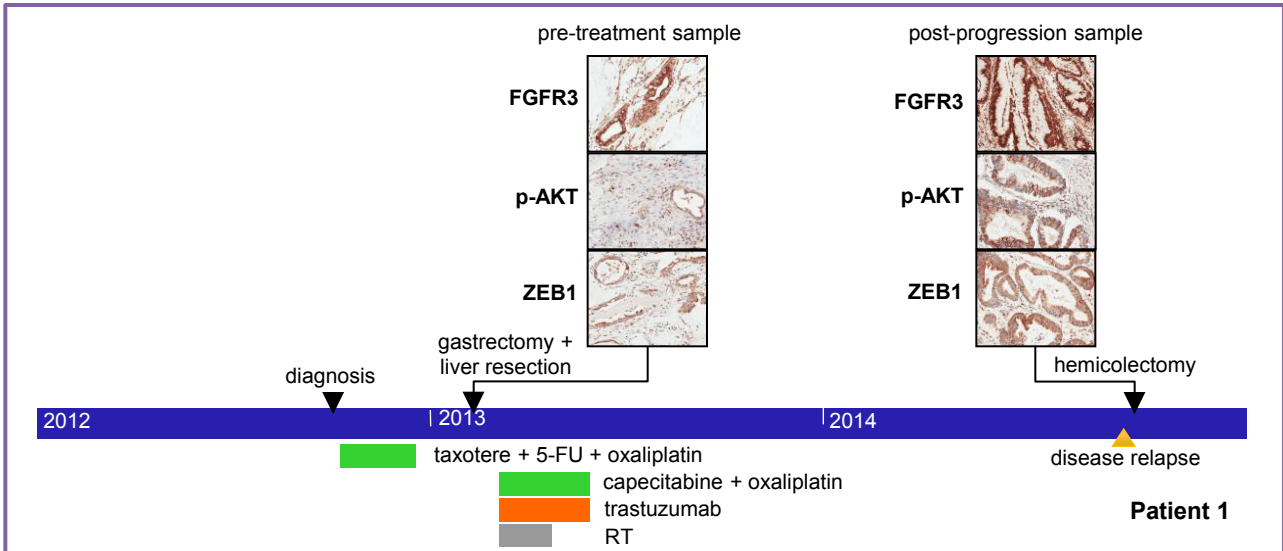 pre-treatment sample
post-progression sample
FGFR3
FGFR3
p-AKT
p-AKT
ZEB1
ZEB1
gastrectomy +
liver resection
hemicolectomy
diagnosis
2012
2013
2014
taxotere + 5-FU + oxaliplatin
disease relapse
capecitabine + oxaliplatin
trastuzumab
Patient 1
RT